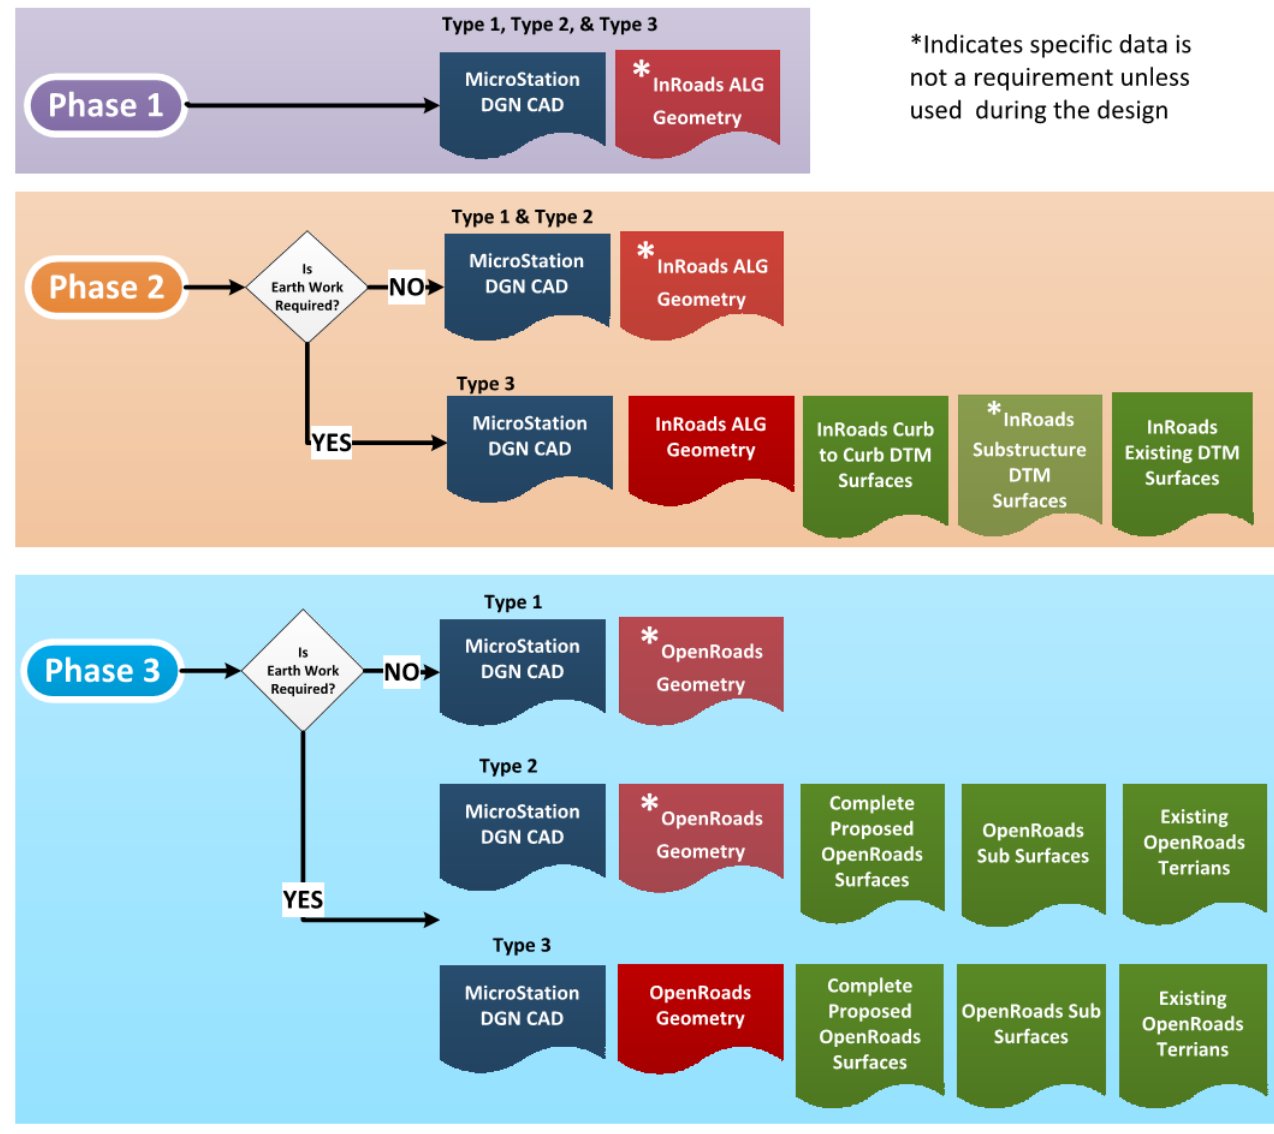 Type 1, Type 2, & Type 3
*Indicates specific data is
not a requirement unless
used during the design
Phase 1
MicroStation
DGN CAD
*InRoads ALG
Geometry
Type 1 & Type 2
Phase 2
Is
Earth Work
Required?
NO
MicroStation
DGN CAD
*InRoads ALG
Geometry
Type 3
YES
MicroStation
DGN CAD
InRoads ALG
Geometry
InRoads Curb
to Curb DTM
Surfaces
*InRoads
Substructure
DTM
Surfaces
InRoads
Existing DTM
Surfaces
Type 1
Phase 3
Is
Earth Work
Required?
NO
MicroStation
DGN CAD
*OpenRoads
Geometry
Type 2
MicroStation
DGN CAD
*OpenRoads
Geometry
Complete
Proposed
OpenRoads
Surfaces
OpenRoads
Sub Surfaces
Existing
OpenRoads
Terrians
YES
Type 3
MicroStation
DGN CAD
OpenRoads
Geometry
Complete
Proposed
OpenRoads
Surfaces
OpenRoads Sub
Surfaces
Existing
OpenRoads
Terrians